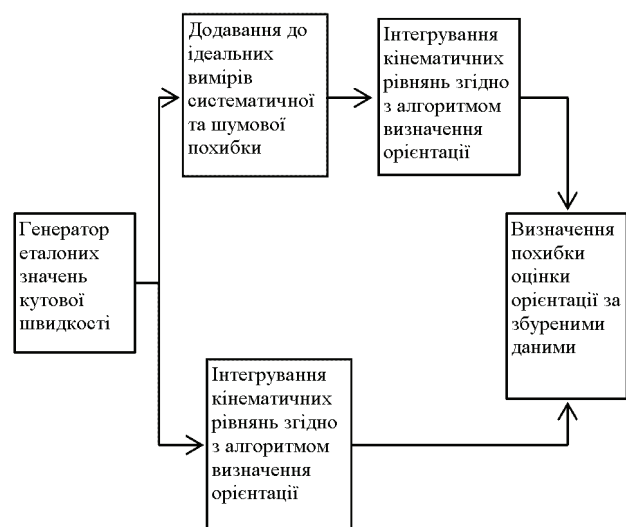 Додавання до
ідеальних
вимірів
систематичної
та шумової
похибки
Інтегрування
кінематичних
рівнянь згідно
з алгоритмом
визначення
орієнтації
Генератор
еталоних
значень
кутової
швидкості
Визначення
похибки
оцінки
орієнтації за
збуреними
даними
Інтегрування
кінематичних
рівнянь згідно
з алгоритмом
визначення
орієнтації